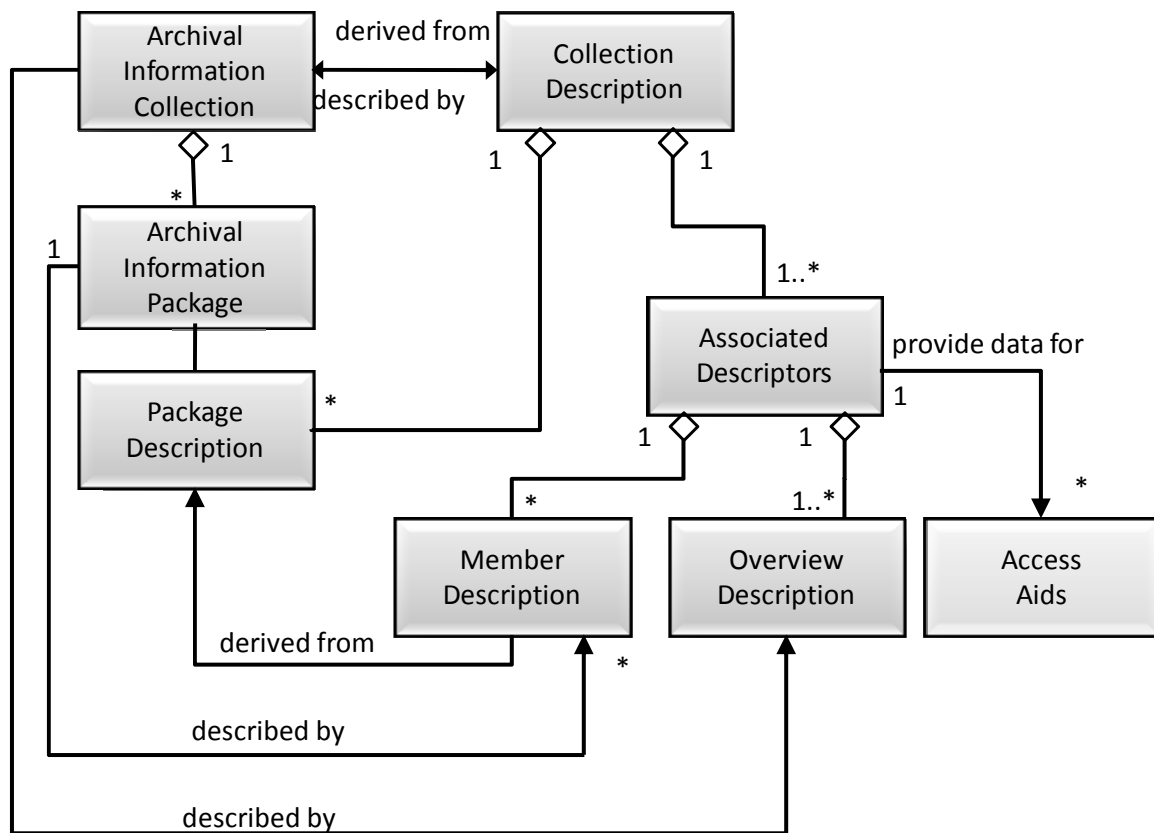 Archival
Information
Collection
derived from
described by
Collection
Description
1
1
1
*
Archival
Information
Package
1
1..*
Associated
Descriptors
provide data for
1
Package
Description
*
1
1
*
1..*
*
Member
Description
Overview
Description
Access
Aids
derived from
*
described by
described by